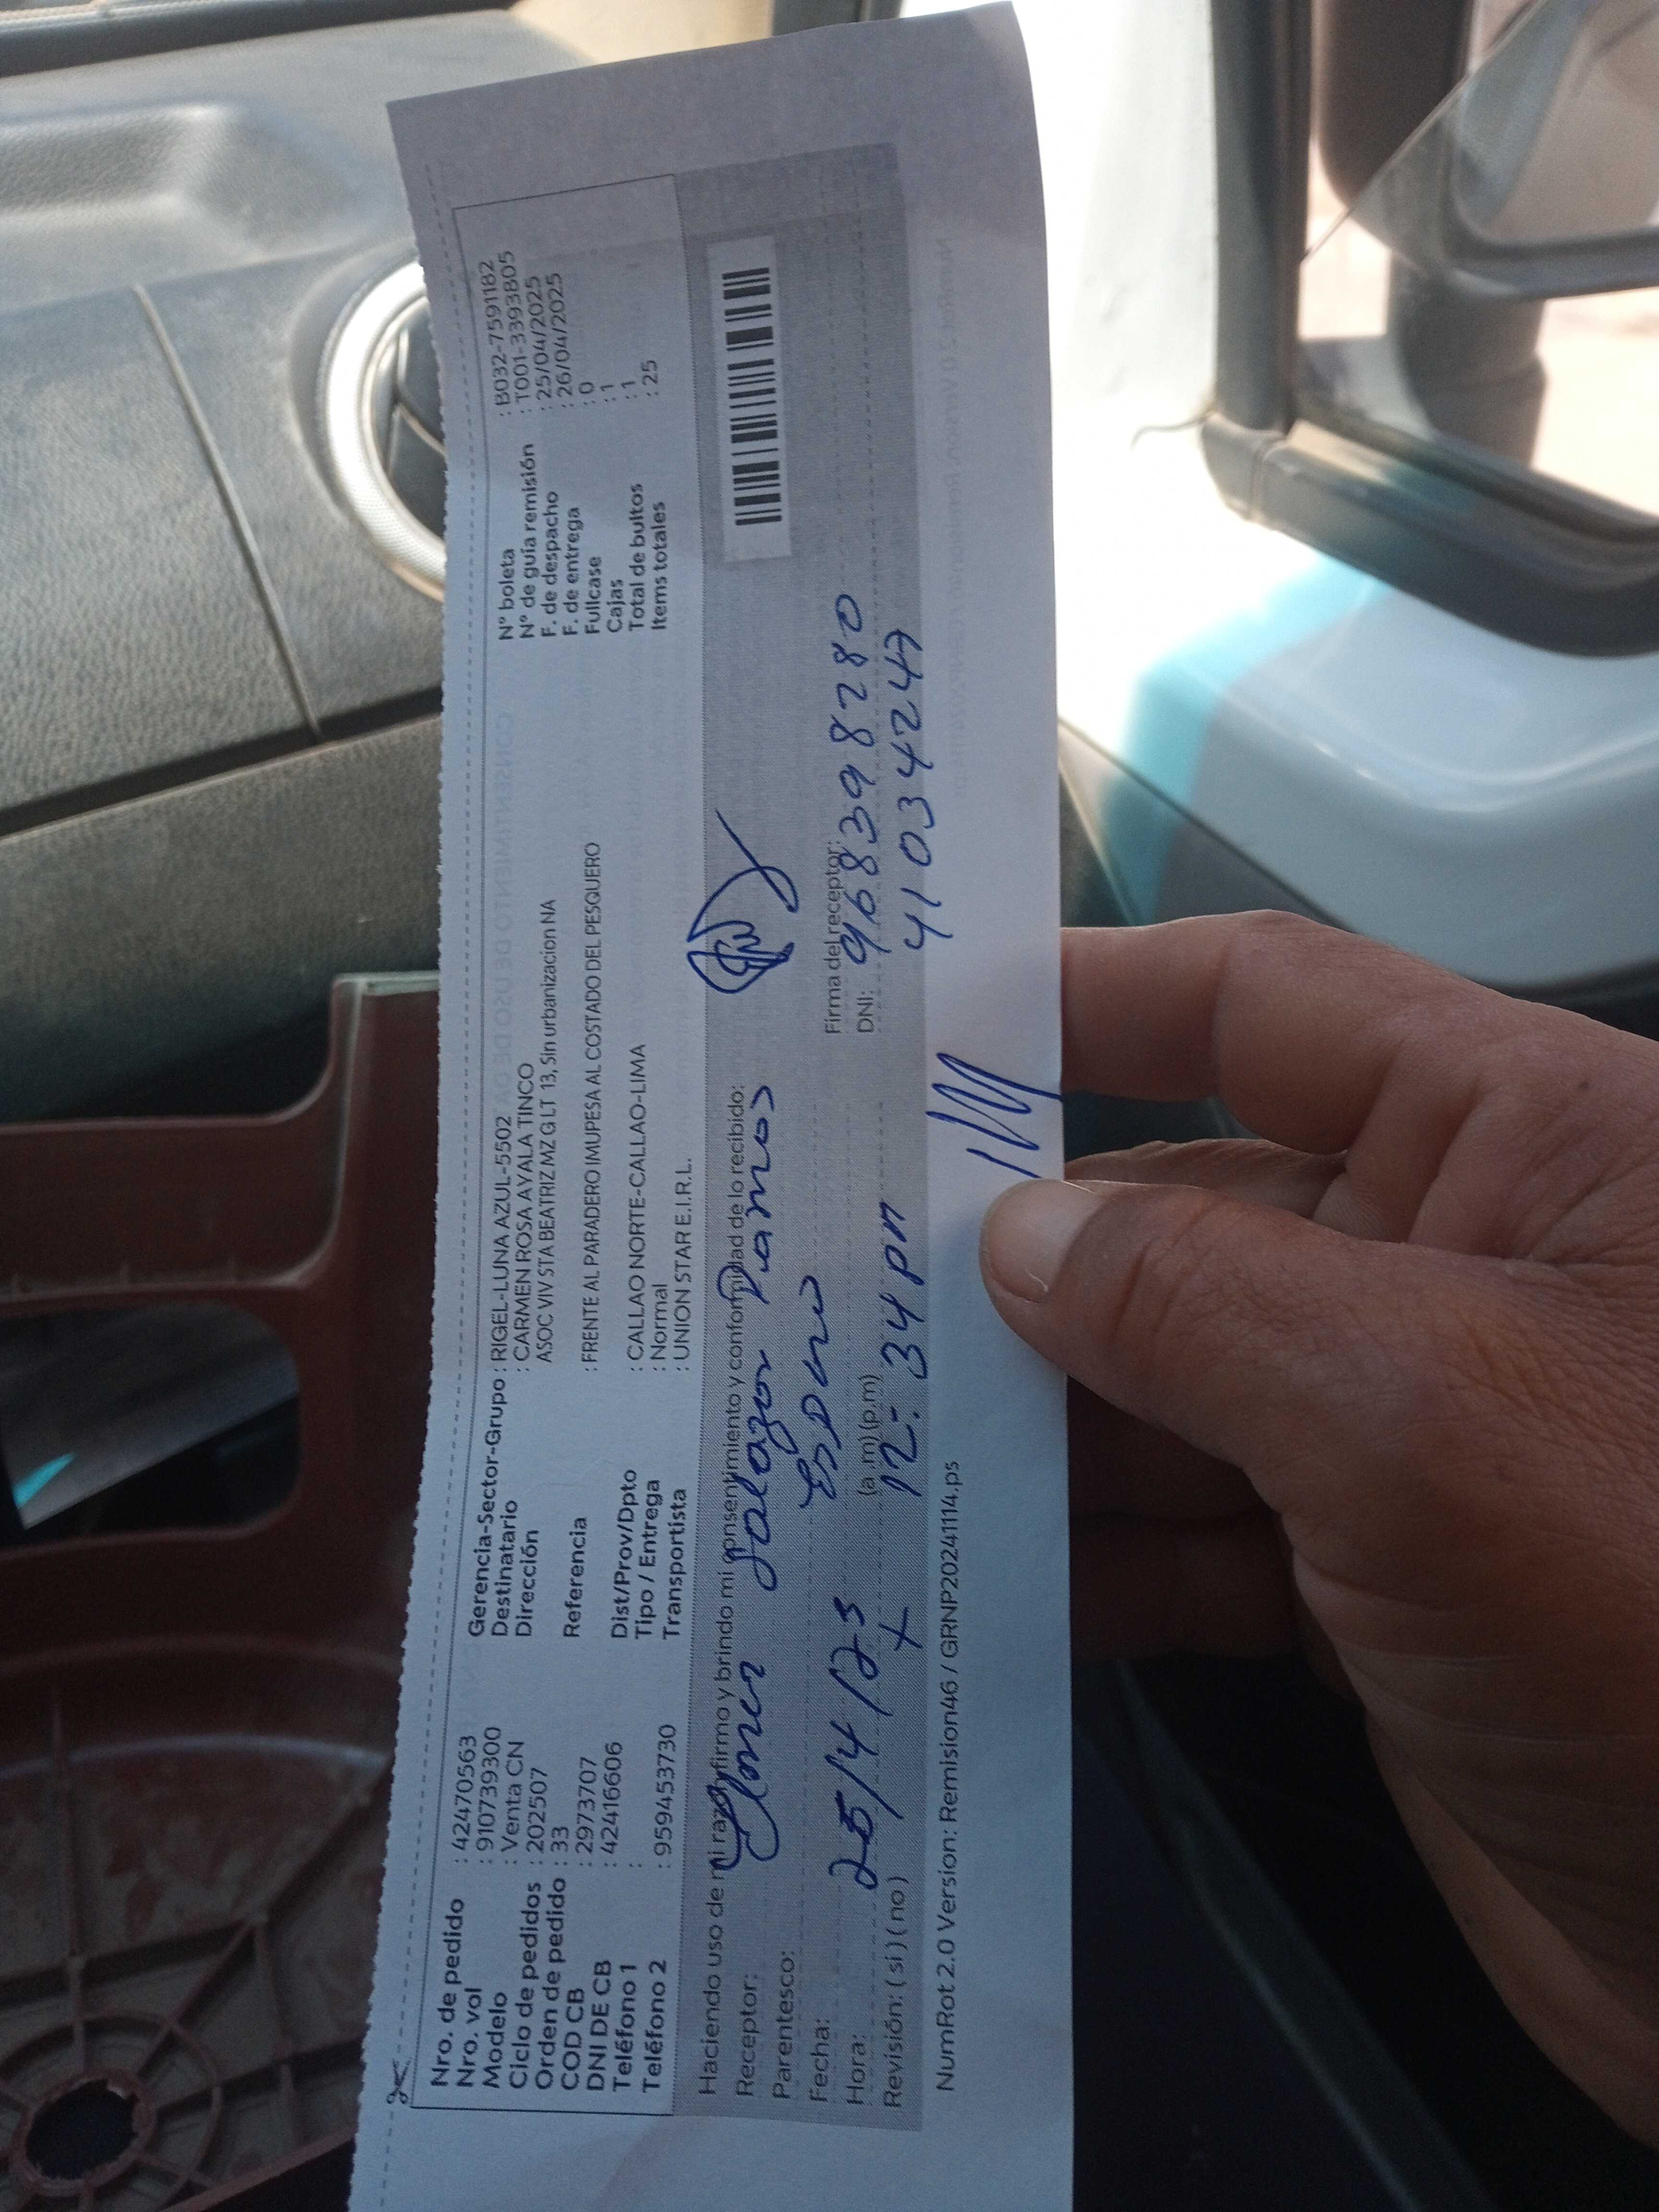 Nro. de pedido : 42470563
Nro. vol : 910739300
Modelo : Venta CN
Ciclo de pedidos : 202507
Orden de pedido : 33
COD CB : 2973707
DNI DE CB : 42416606
Teléfono 1 :
Teléfono 2 : 959453730
Gerencia-Sector-Grupo : RIGEL-LUNA AZUL-5502
Destinatario : CARMEN ROSA AYALA TINCO
Dirección ASOC VIV STA BEATRIZ MZ G LT 13, Sin urbanizacion NA
Referencia : FRENTE AL PARADERO IMUPESA AL COSTADO DEL PESQUERO
Dist/Prov/Dpto : CALLAO NORTE-CALLAO-LIMA
Tipo / Entrega : Normal
Transportista : UNION STAR E.I.R.L.
N° boleta : B032-7591182
N° de guía remisión : T001-3393805
F. de despacho : 25/04/2025
F. de entrega : 26/04/2025
Fullcase : 0
Cajas : 1
Total de bultos : 1
Items totales : 25
Haciendo uso de mi razón firmo y brindo mi consentimiento y conformidad de lo recibido:
Receptor: Salazar Ramos
Parentesco: Esposo
Fecha: 25/4/25
Firma del receptor:
Hora: (a.m) (p.m) 12:34 pm
DNI: 968398280
41034247
Revisión: ( si ) ( no ) X
NumRot 2.0 Version: Remision46 / GRNP20241114.ps